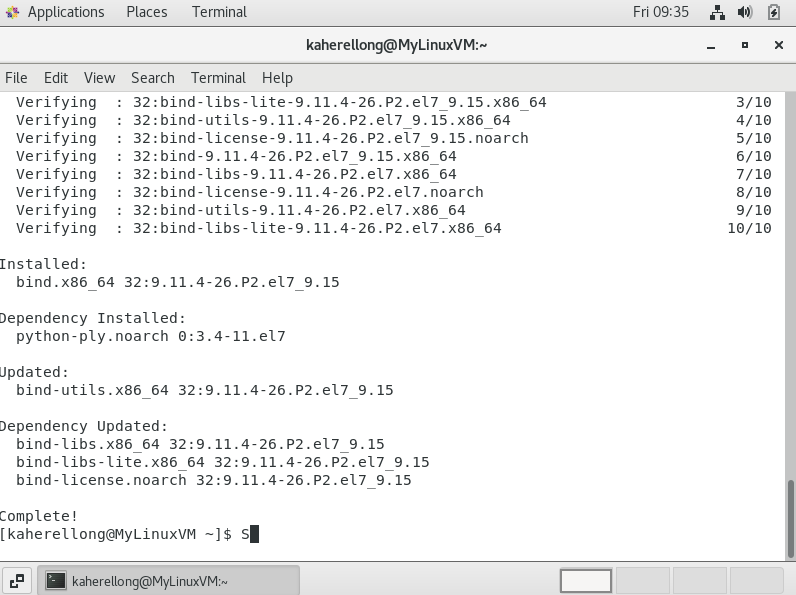 Applications Places Terminal Fri 09:35
kaherellong@MyLinuxVM:~
File Edit View Search Terminal Help
Verifying : 32:bind-libs-lite-9.11.4-26.P2.el7_9.15.x86_64 3/10
Verifying : 32:bind-utils-9.11.4-26.P2.el7_9.15.x86_64 4/10
Verifying : 32:bind-license-9.11.4-26.P2.el7_9.15.noarch 5/10
Verifying : 32:bind-9.11.4-26.P2.el7_9.15.x86_64 6/10
Verifying : 32:bind-libs-9.11.4-26.P2.el7.x86_64 7/10
Verifying : 32:bind-license-9.11.4-26.P2.el7.noarch 8/10
Verifying : 32:bind-utils-9.11.4-26.P2.el7.x86_64 9/10
Verifying : 32:bind-libs-lite-9.11.4-26.P2.el7.x86_64 10/10
Installed:
bind.x86_64 32:9.11.4-26.P2.el7_9.15
Dependency Installed:
python-ply.noarch 0:3.4-11.el7
Updated:
bind-utils.x86_64 32:9.11.4-26.P2.el7_9.15
Dependency Updated:
bind-libs.x86_64 32:9.11.4-26.P2.el7_9.15
bind-libs-lite.x86_64 32:9.11.4-26.P2.el7_9.15
bind-license.noarch 32:9.11.4-26.P2.el7_9.15
Complete!
[kaherellong@MyLinuxVM ~]$ S
kaherellong@MyLinuxVM:~